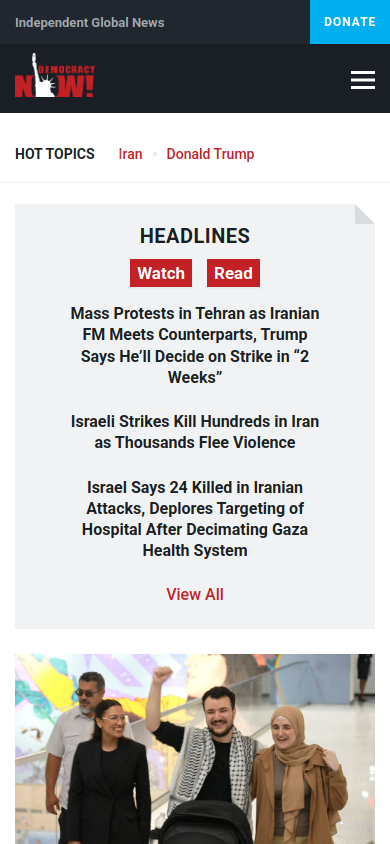 Independent Global News
DONATE
DEMOCRACY
NOW!
HOT TOPICS
Iran
Donald Trump
HEADLINES
Watch
Read
Mass Protests in Tehran as Iranian
FM Meets Counterparts, Trump
Says He’ll Decide on Strike in “2
Weeks”
Israeli Strikes Kill Hundreds in Iran
as Thousands Flee Violence
Israel Says 24 Killed in Iranian
Attacks, Deplores Targeting of
Hospital After Decimating Gaza
Health System
View All